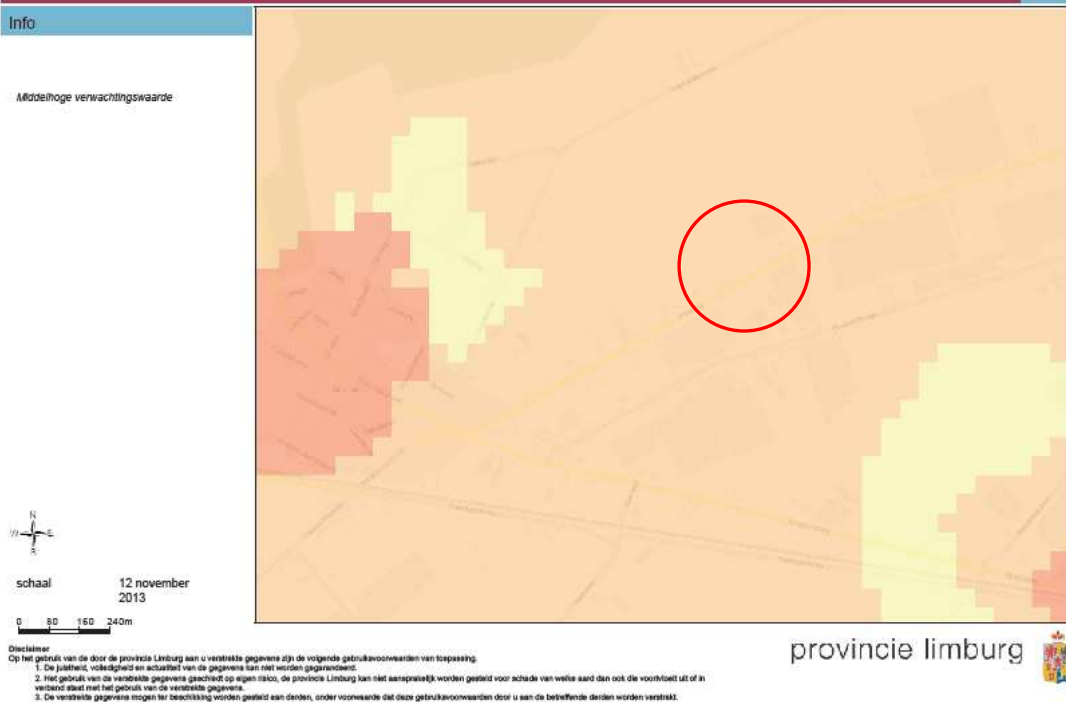 Info
Middelhoge verwachtingswaarde
N
W E
S
schaal 12 november
2013
0 80 160 240m
Disclaimer
Op het gebruik van de door de provincie Limburg aan u verstrekte gegevens zijn de volgende gebruiksvoorwaarden van toepassing.
1. De juistheid, volledigheid en actualiteit van de gegevens kan niet worden gegarandeerd.
2. Het gebruik van de verstrekte gegevens geschiedt op eigen risico, de provincie Limburg kan niet aansprakelijk worden gesteld voor schade van welke aard dan ook die voortvloeit uit of in
verband staat met het gebruik van de verstrekte gegevens.
3. De verstrekte gegevens mogen ter beschikking worden gesteld aan derden, onder voorwaarde dat deze gebruiksvoorwaarden door u aan de betreffende derden worden verstrekt.
provincie limburg